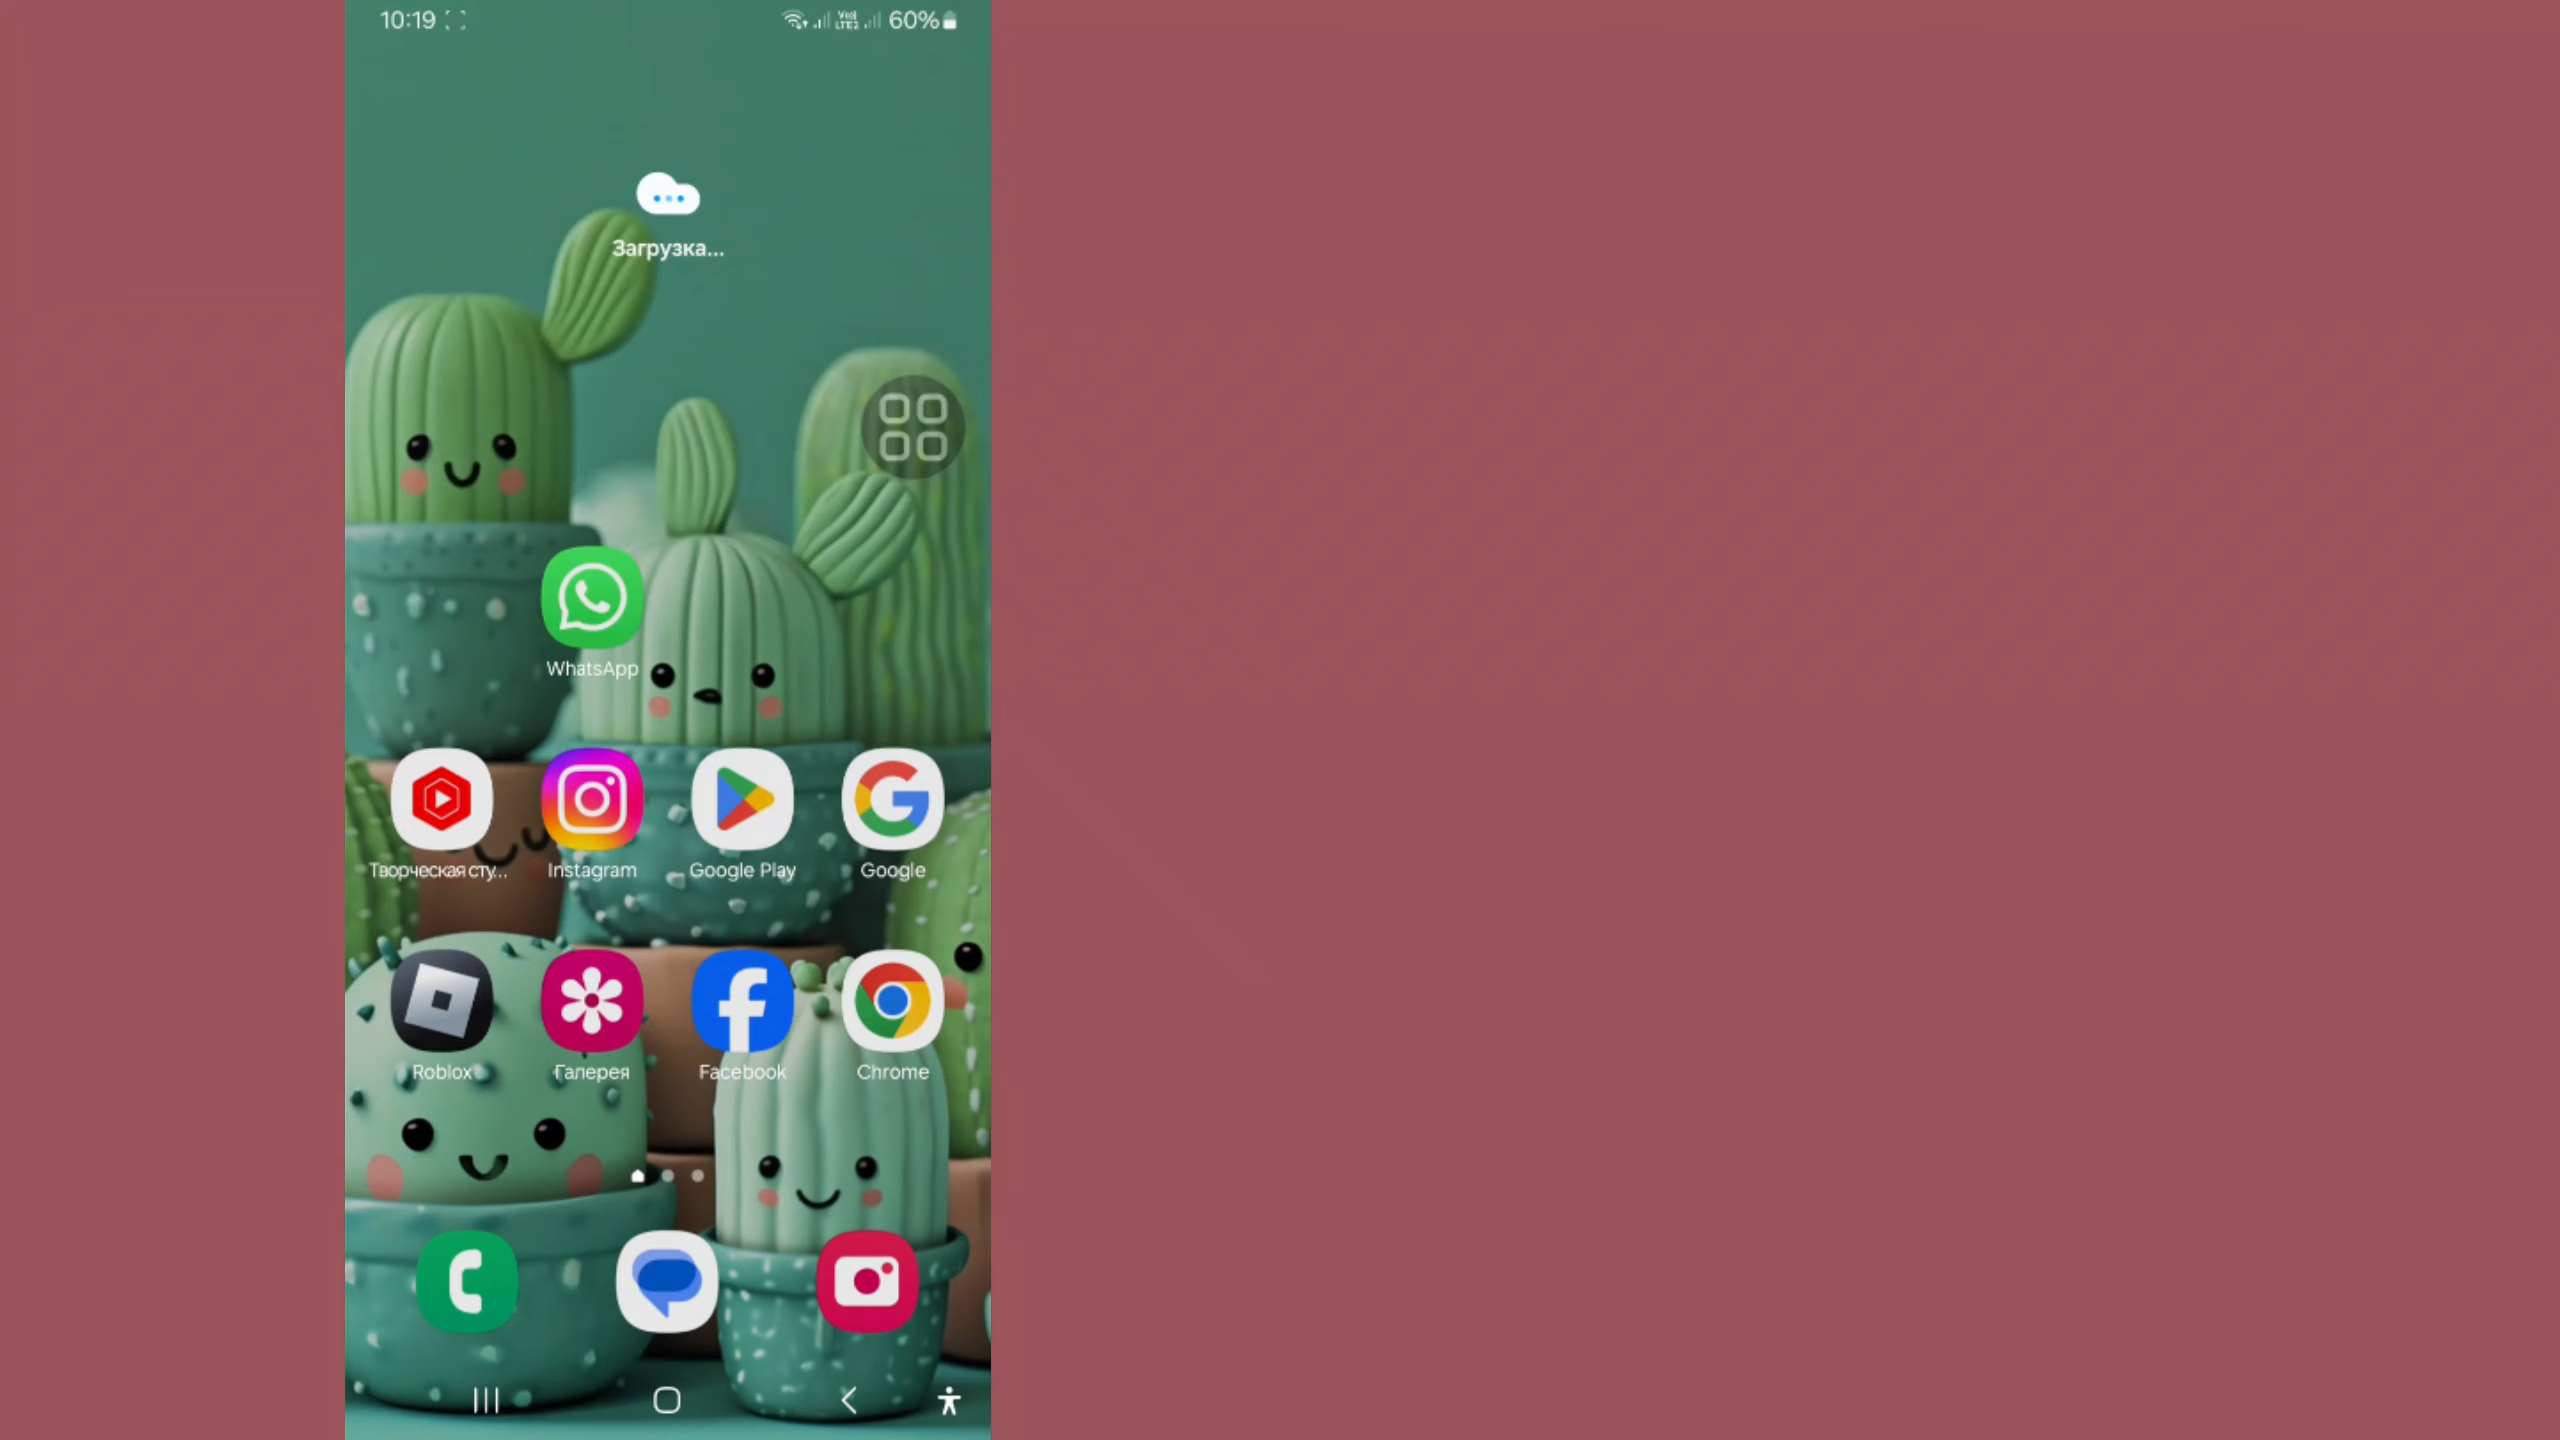 10:19
60%
Загрузка...
WhatsApp
Творческая сту...
Instagram
Google Play
Google
Roblox
Галерея
Facebook
Chrome